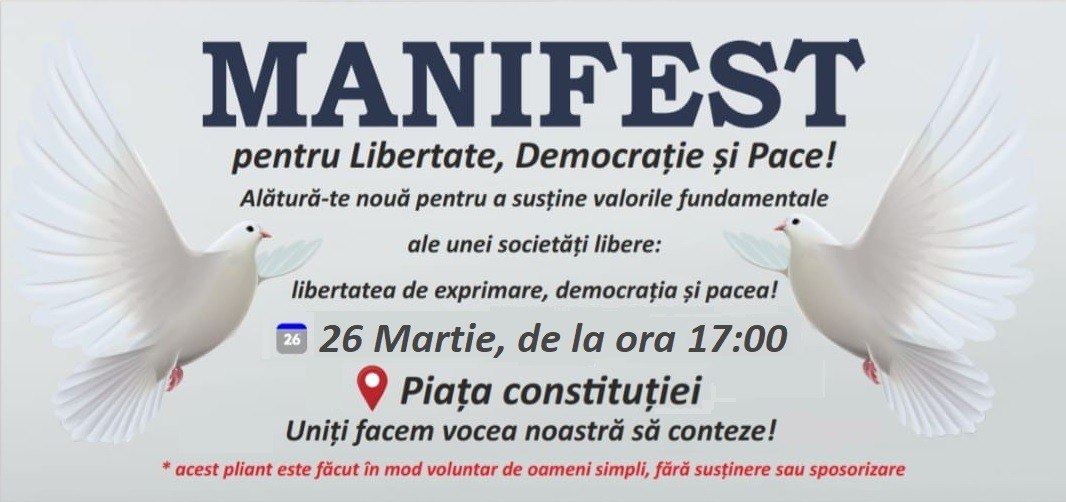 MANIFEST
pentru Libertate, Democrație și Pace!
Alătură-te nouă pentru a susține valorile fundamentale
ale unei societăți libere:
libertatea de exprimare, democrația și pacea!
26 26 Martie, de la ora 17:00
Piața constituției
Uniți facem vocea noastră să conteze!
* acest pliant este făcut în mod voluntar de oameni simpli, fără susținere sau sposorizare